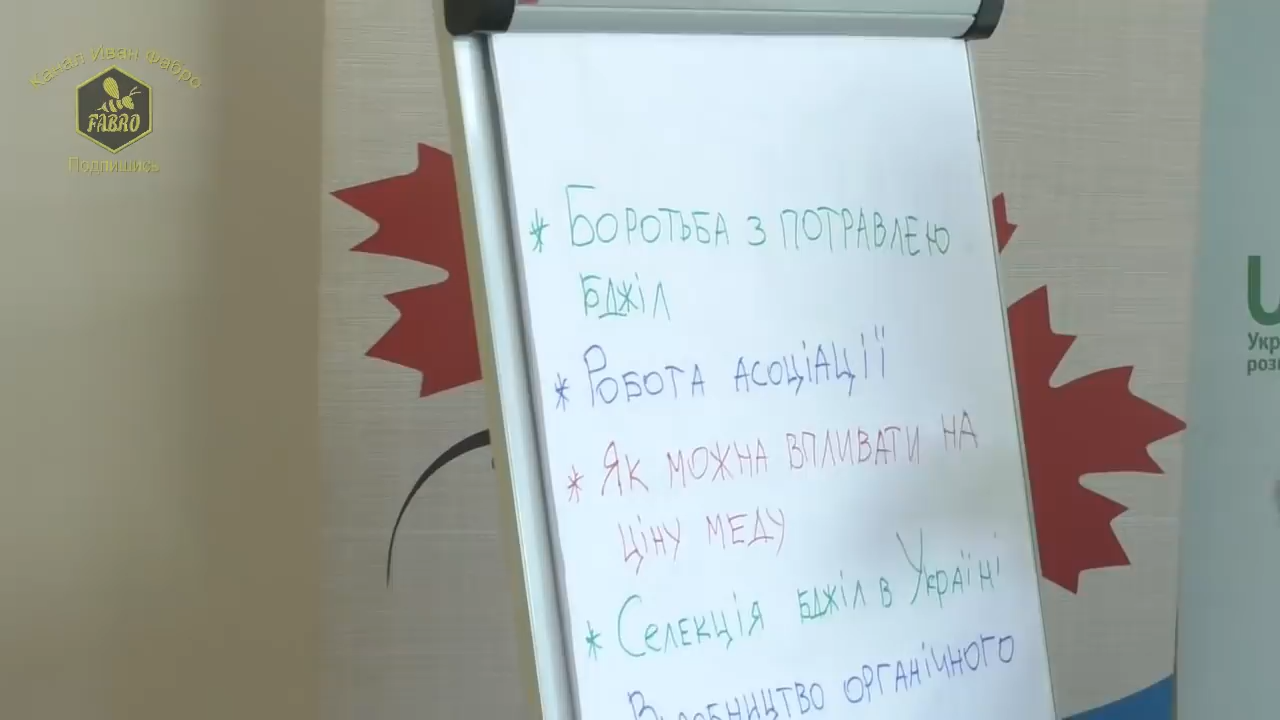 Канал Иван Фабро
FABRO
Подпишись
* Боротьба з потравлею
бджіл
* Робота асоціації
* Як можна впливати на
ціну меду
* Селекція бджіл в Україні
Виробництво органічного
U
Укр
розв